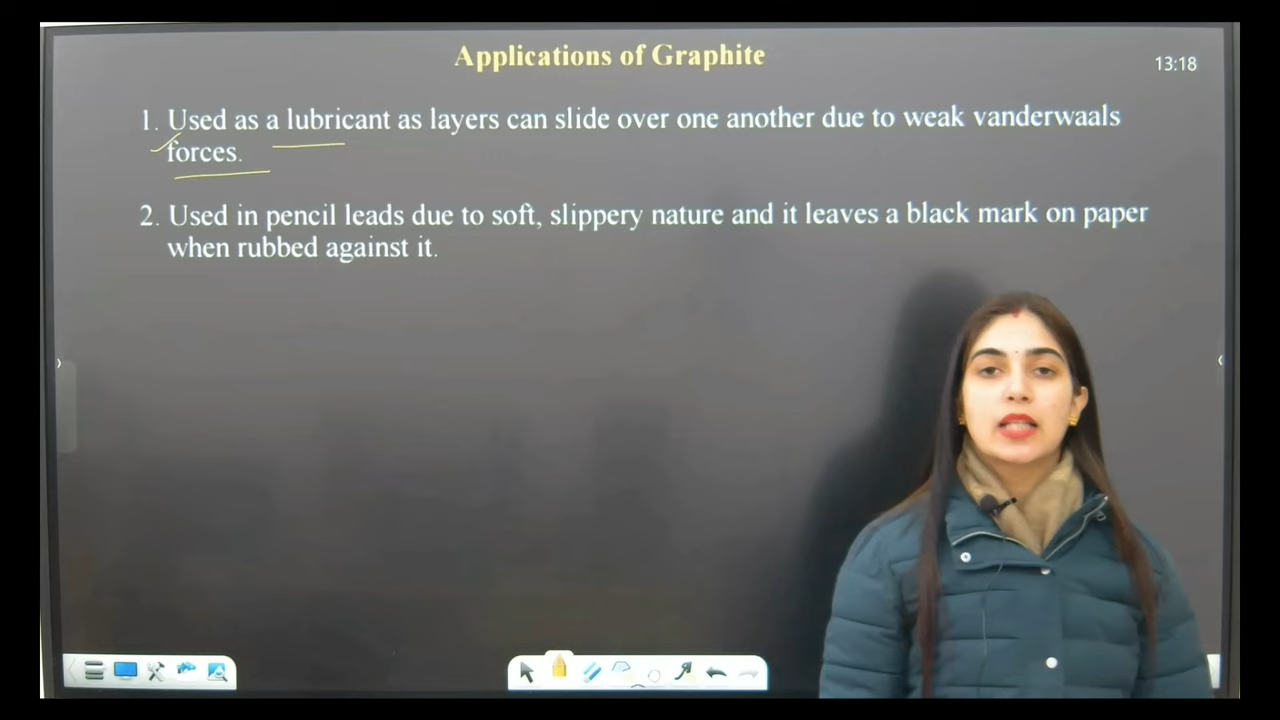 Applications of Graphite
13:18
1. Used as a lubricant as layers can slide over one another due to weak vanderwaals
forces.
2. Used in pencil leads due to soft, slippery nature and it leaves a black mark on paper
when rubbed against it.